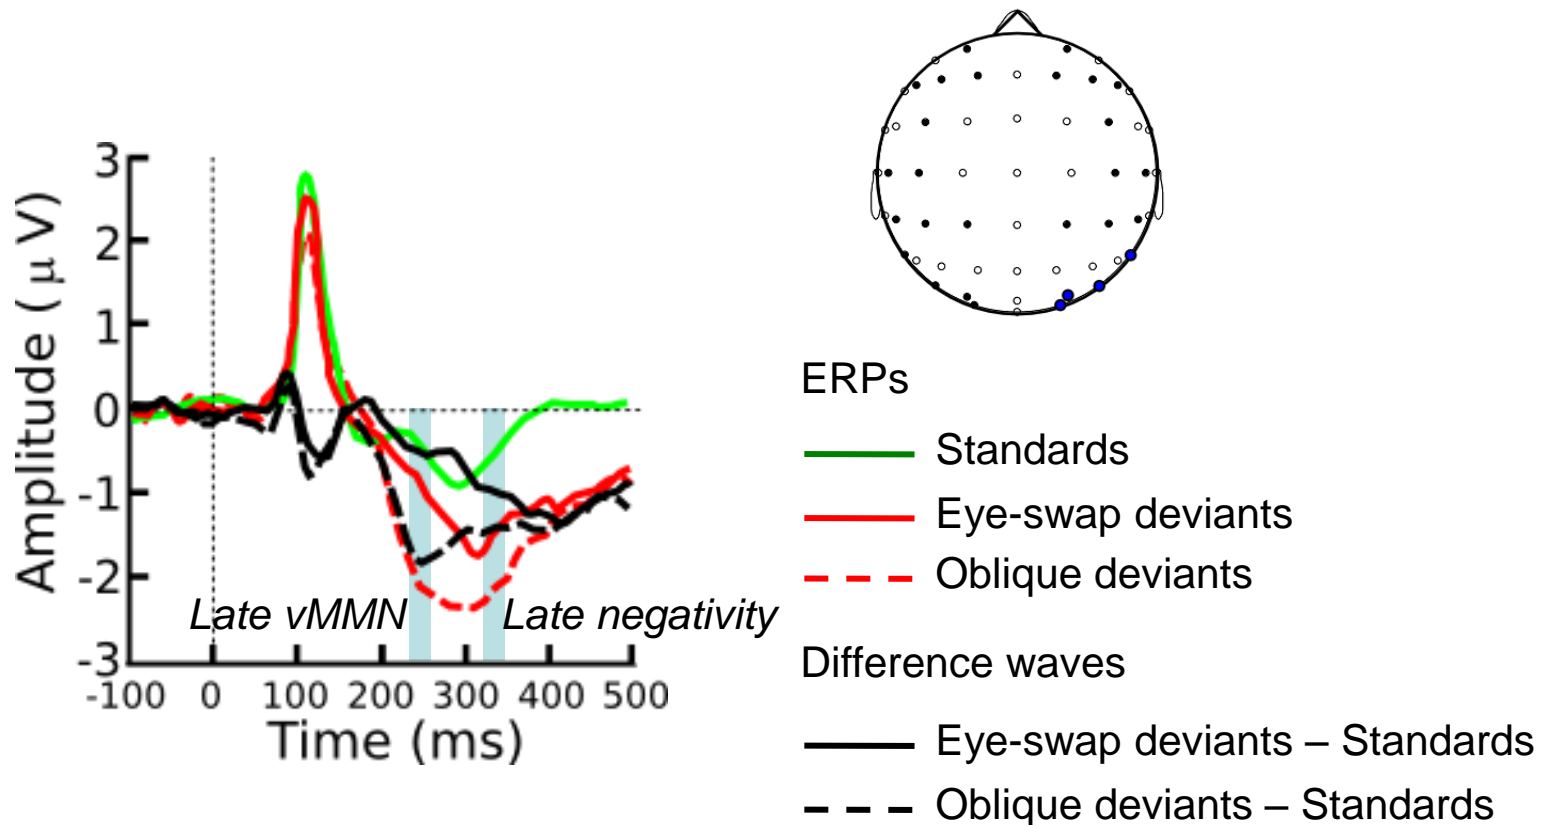 3
2
1
0
-1
-2
-3
Amplitude ( μ V)
Late vMMN
Late negativity
-100 0 100 200 300 400 500
Time (ms)
ERPs
Standards
Eye-swap deviants
Oblique deviants
Difference waves
Eye-swap deviants – Standards
Oblique deviants – Standards